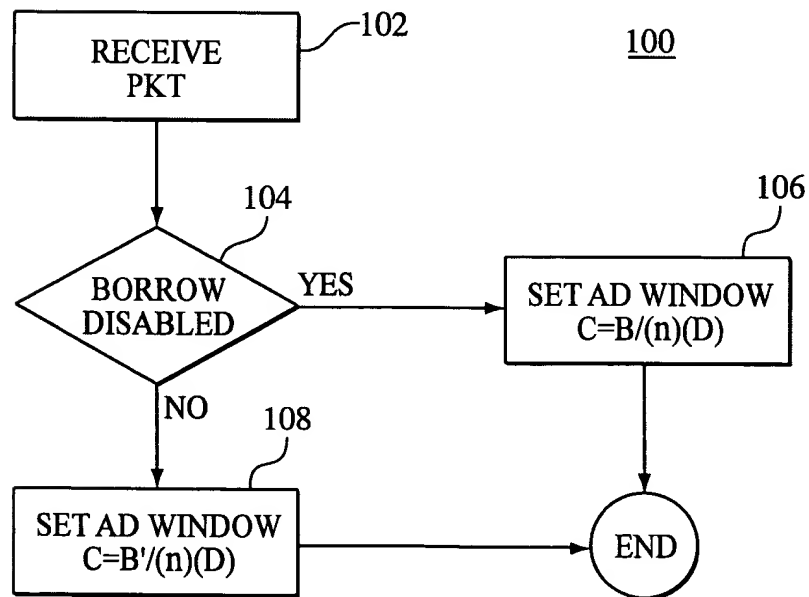 RECEIVE
PKT
102
100
104
BORROW
DISABLED
YES
106
SET AD WINDOW
C=B/(n)(D)
NO
108
SET AD WINDOW
C=B'/(n)(D)
END